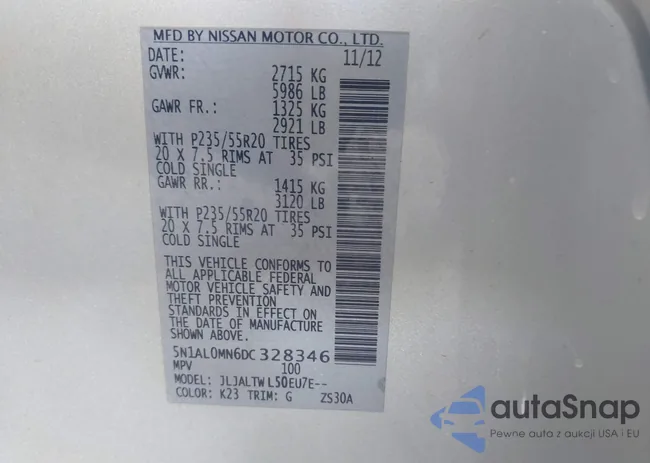 MFD BY NISSAN MOTOR CO., LTD.
DATE: 11/12
GVWR: 2715 KG
5986 LB
GAWR FR.: 1325 KG
2921 LB
WITH P235/55R20 TIRES
20 X 7.5 RIMS AT 35 PSI
COLD SINGLE
GAWR RR.: 1415 KG
3120 LB
WITH P235/55R20 TIRES
20 X 7.5 RIMS AT 35 PSI
COLD SINGLE
THIS VEHICLE CONFORMS TO
ALL APPLICABLE FEDERAL
MOTOR VEHICLE SAFETY AND
THEFT PREVENTION
STANDARDS IN EFFECT ON
THE DATE OF MANUFACTURE
SHOWN ABOVE.
5N1AL0MN6DC328346
MPV 100
MODEL: JLJALTWL50EU7E--
COLOR: K23 TRIM: G ZS30A
autaSnap
Pewne auta z aukcji USA i EU